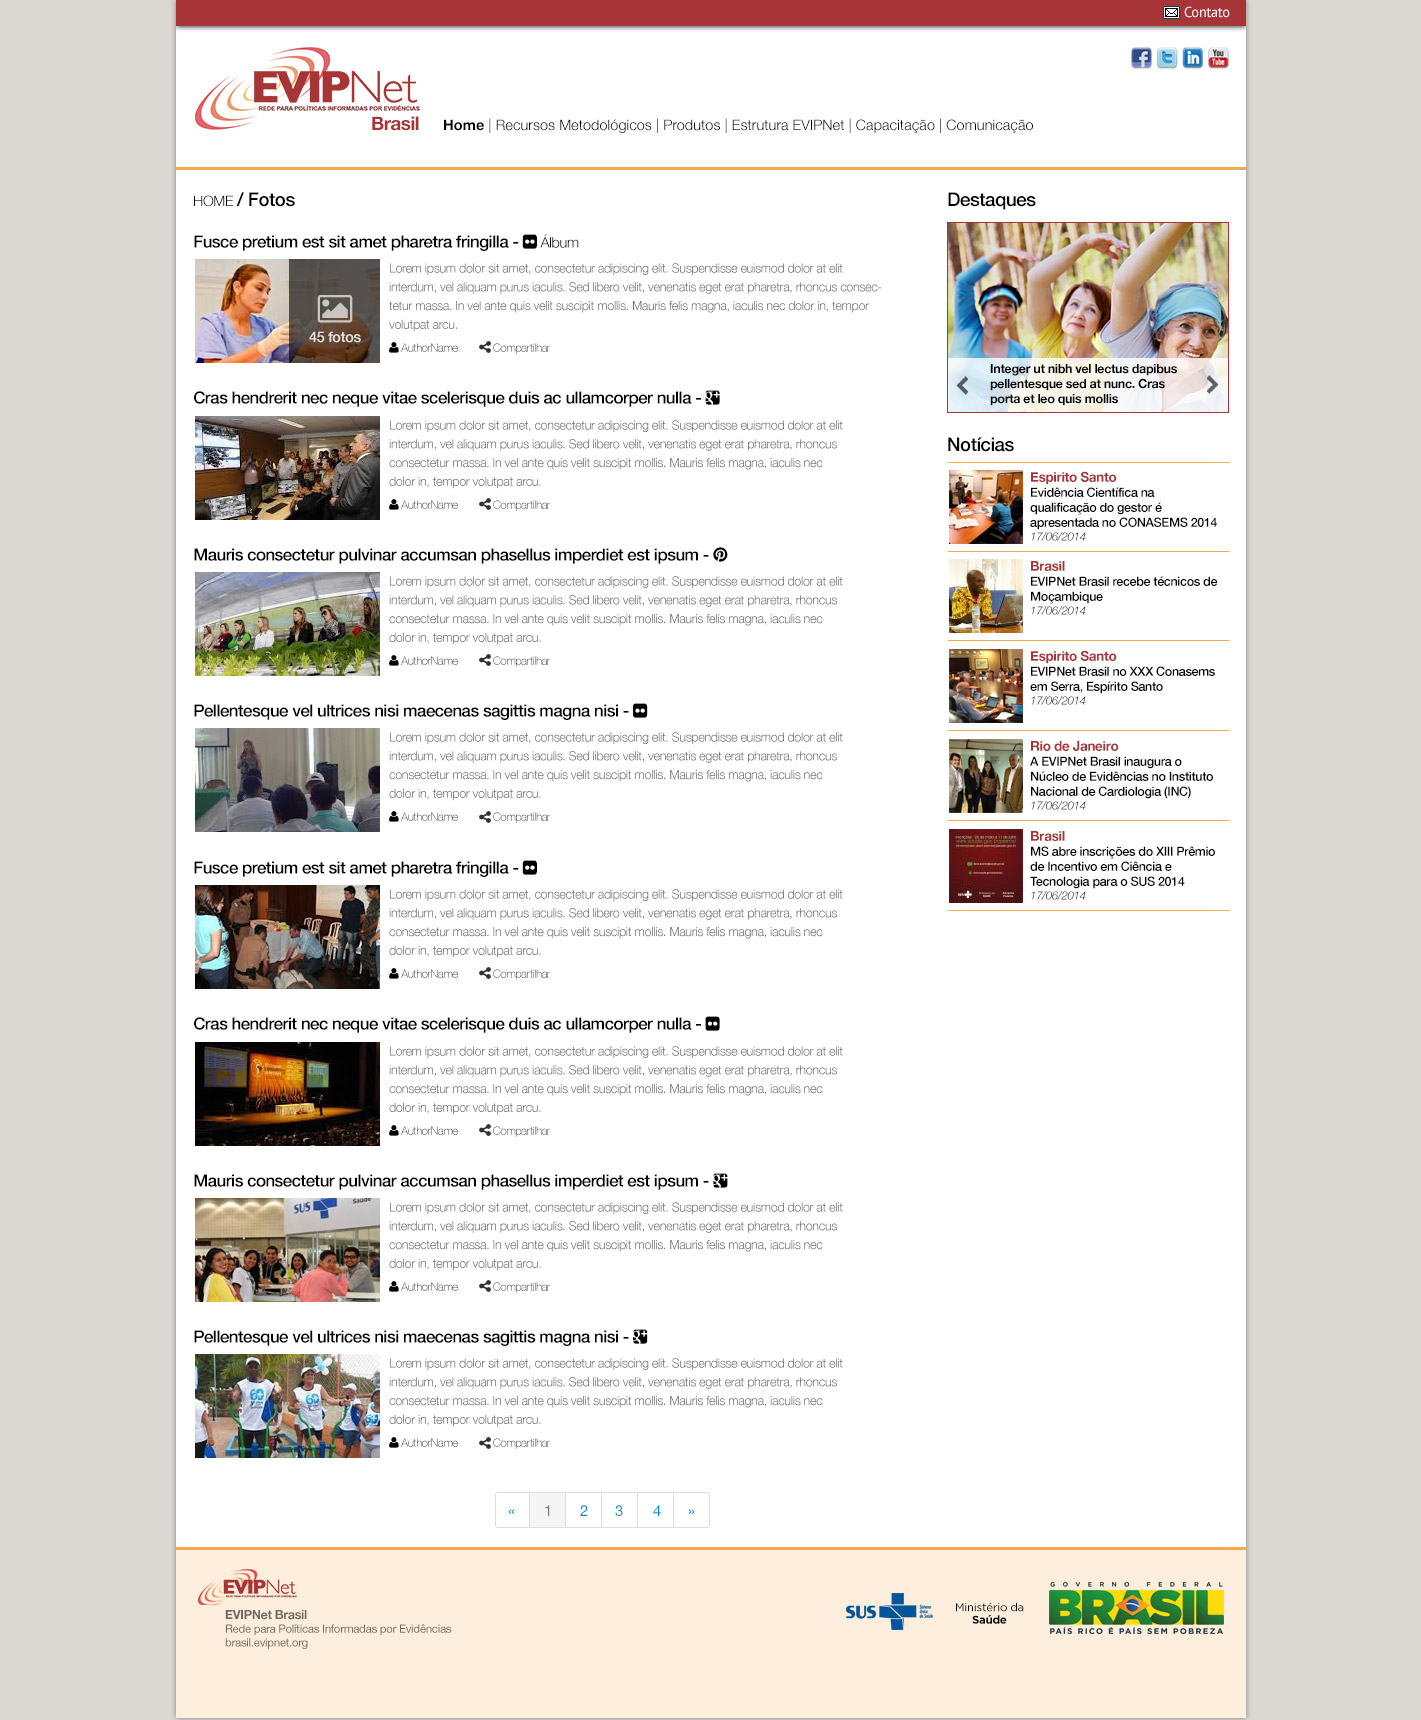 Contato
EVIPNet
REDE PARA POLÍTICAS INFORMADAS POR EVIDÊNCIAS
Brasil
You
Tube
Home | Recursos Metodológicos | Produtos | Estrutura EVIPNet | Capacitação | Comunicação
HOME / Fotos
Fusce pretium est sit amet pharetra fringilla - Álbum
45 fotos
Lorem ipsum dolor sit amet, consectetur adipiscing elit. Suspendisse euismod dolor at elit
interdum, vel aliquam purus iaculis. Sed libero velit, venenatis eget erat pharetra, rhoncus consec-
tetur massa. In vel ante quis velit suscipit mollis. Mauris felis magna, iaculis nec dolor in, tempor
volutpat arcu.
AuthorName Compartilhar
Cras hendrerit nec neque vitae scelerisque duis ac ullamcorper nulla -
Lorem ipsum dolor sit amet, consectetur adipiscing elit. Suspendisse euismod dolor at elit
interdum, vel aliquam purus iaculis. Sed libero velit, venenatis eget erat pharetra, rhoncus
consectetur massa. In vel ante quis velit suscipit mollis. Mauris felis magna, iaculis nec
dolor in, tempor volutpat arcu.
AuthorName Compartilhar
Mauris consectetur pulvinar accumsan phasellus imperdiet est ipsum -
Lorem ipsum dolor sit amet, consectetur adipiscing elit. Suspendisse euismod dolor at elit
interdum, vel aliquam purus iaculis. Sed libero velit, venenatis eget erat pharetra, rhoncus
consectetur massa. In vel ante quis velit suscipit mollis. Mauris felis magna, iaculis nec
dolor in, tempor volutpat arcu.
AuthorName Compartilhar
Pellentesque vel ultrices nisi maecenas sagittis magna nisi -
Lorem ipsum dolor sit amet, consectetur adipiscing elit. Suspendisse euismod dolor at elit
interdum, vel aliquam purus iaculis. Sed libero velit, venenatis eget erat pharetra, rhoncus
consectetur massa. In vel ante quis velit suscipit mollis. Mauris felis magna, iaculis nec
dolor in, tempor volutpat arcu.
AuthorName Compartilhar
Fusce pretium est sit amet pharetra fringilla -
Lorem ipsum dolor sit amet, consectetur adipiscing elit. Suspendisse euismod dolor at elit
interdum, vel aliquam purus iaculis. Sed libero velit, venenatis eget erat pharetra, rhoncus
consectetur massa. In vel ante quis velit suscipit mollis. Mauris felis magna, iaculis nec
dolor in, tempor volutpat arcu.
AuthorName Compartilhar
Cras hendrerit nec neque vitae scelerisque duis ac ullamcorper nulla -
Lorem ipsum dolor sit amet, consectetur adipiscing elit. Suspendisse euismod dolor at elit
interdum, vel aliquam purus iaculis. Sed libero velit, venenatis eget erat pharetra, rhoncus
consectetur massa. In vel ante quis velit suscipit mollis. Mauris felis magna, iaculis nec
dolor in, tempor volutpat arcu.
AuthorName Compartilhar
Mauris consectetur pulvinar accumsan phasellus imperdiet est ipsum -
SUS
Saúde
Lorem ipsum dolor sit amet, consectetur adipiscing elit. Suspendisse euismod dolor at elit
interdum, vel aliquam purus iaculis. Sed libero velit, venenatis eget erat pharetra, rhoncus
consectetur massa. In vel ante quis velit suscipit mollis. Mauris felis magna, iaculis nec
dolor in, tempor volutpat arcu.
AuthorName Compartilhar
Pellentesque vel ultrices nisi maecenas sagittis magna nisi -
Lorem ipsum dolor sit amet, consectetur adipiscing elit. Suspendisse euismod dolor at elit
interdum, vel aliquam purus iaculis. Sed libero velit, venenatis eget erat pharetra, rhoncus
consectetur massa. In vel ante quis velit suscipit mollis. Mauris felis magna, iaculis nec
dolor in, tempor volutpat arcu.
AuthorName Compartilhar
« 1 2 3 4 »
Destaques
Integer ut nibh vel lectus dapibus
pellentesque sed at nunc. Cras
porta et leo quis mollis
Notícias
Espirito Santo
Evidência Científica na
qualificação do gestor é
apresentada no CONASEMS 2014
17/06/2014
Brasil
EVIPNet Brasil recebe técnicos de
Moçambique
17/06/2014
Espirito Santo
EVIPNet Brasil no XXX Conasems
em Serra, Espírito Santo
17/06/2014
Rio de Janeiro
A EVIPNet Brasil inaugura o
Núcleo de Evidências no Instituto
Nacional de Cardiologia (INC)
17/06/2014
Brasil
MS abre inscrições do XIII Prêmio
de Incentivo em Ciência e
Tecnologia para o SUS 2014
17/06/2014
EVIPNet
REDE PARA POLÍTICAS INFORMADAS POR EVIDÊNCIAS
EVIPNet Brasil
Rede para Políticas Informadas por Evidências
brasil.evipnet.org
SUS
Sistema
Único
de Saúde
Ministério da
Saúde
GOVERNO FEDERAL
BRASIL
PAÍS RICO É PAÍS SEM POBREZA